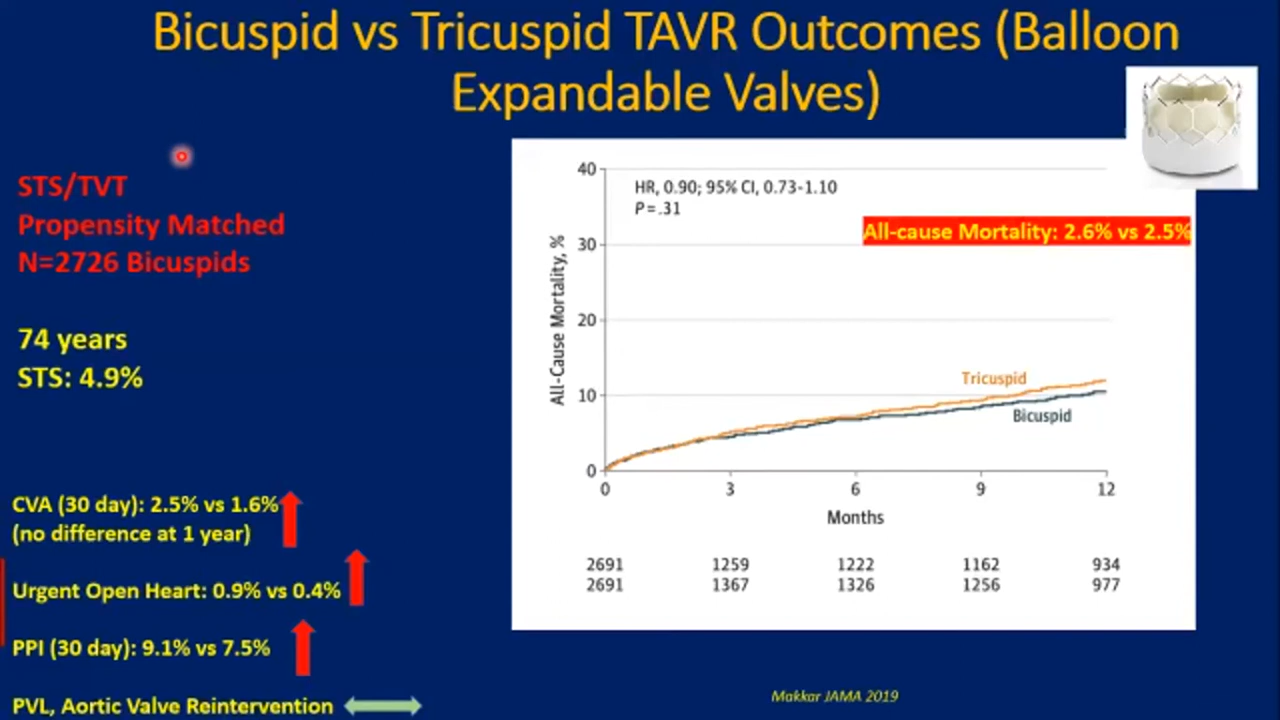 Bicuspid vs Tricuspid TAVR Outcomes (Balloon
Expandable Valves)
STS/TVT
Propensity Matched
N=2726 Bicuspids
74 years
STS: 4.9%
CVA (30 day): 2.5% vs 1.6%
(no difference at 1 year)
Urgent Open Heart: 0.9% vs 0.4%
PPI (30 day): 9.1% vs 7.5%
PVL, Aortic Valve Reintervention
HR, 0.90; 95% CI, 0.73-1.10
P=.31
All-cause Mortality: 2.6% vs 2.5%
All-Cause Mortality, %
40
30
20
10
0
Tricuspid
Bicuspid
0 3 6 9 12
Months
2691 1259 1222 1162 934
2691 1367 1326 1256 977
Makkar JAMA 2019